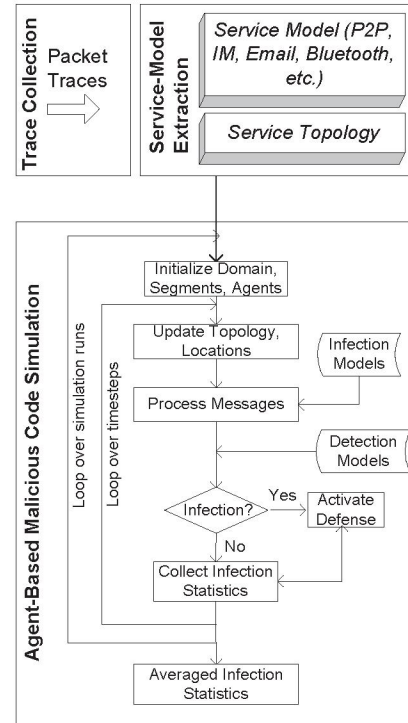 Trace Collection
Packet
Traces
Service-Model
Extraction
Service Model (P2P,
IM, Email, Bluetooth,
etc.)
Service Topology
Agent-Based Malicious Code Simulation
Loop over simulation runs
Loop over timesteps
Initialize Domain,
Segments, Agents
Update Topology,
Locations
Infection
Models
Process Messages
Detection
Models
Infection?
Yes
Activate
Defense
No
Collect Infection
Statistics
Averaged Infection
Statistics